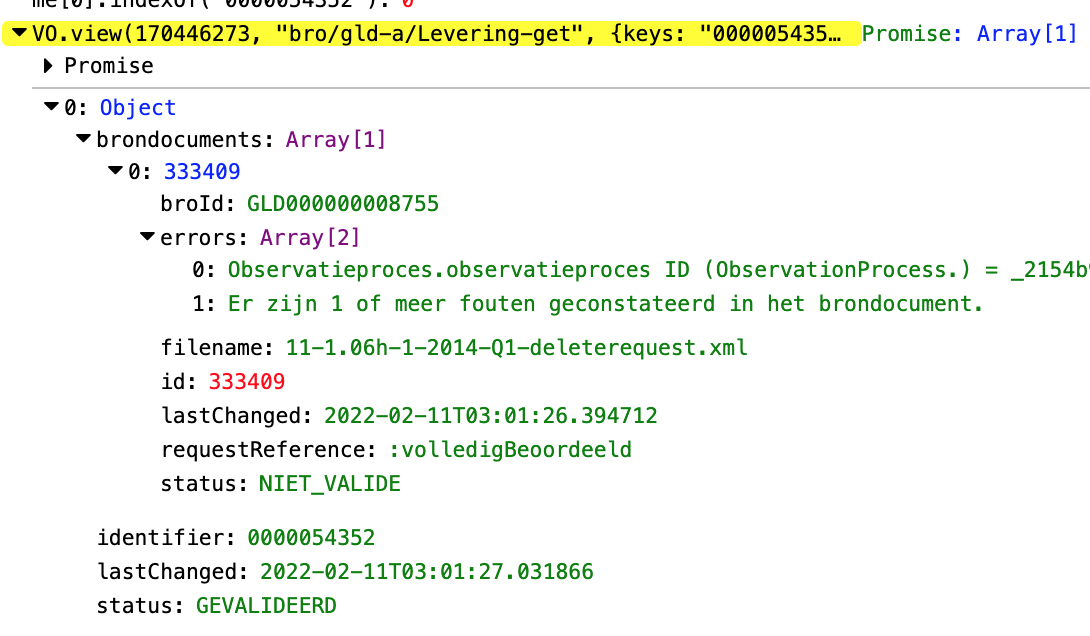 me[0].indexOf("0000054352"): 0
VO.view(170446273, "bro/gld-a/Levering-get", {keys: "000005435… Promise: Array[1]
Promise
0: Object
brondocuments: Array[1]
0: 333409
broId: GLD000000008755
errors: Array[2]
0: Observatieproces.observatieproces ID (ObservationProcess.) = _2154b
1: Er zijn 1 of meer fouten geconstateerd in het brondocument.
filename: 11-1.06h-1-2014-Q1-deleterequest.xml
id: 333409
lastChanged: 2022-02-11T03:01:26.394712
requestReference: :volledigBeoordeeld
status: NIET_VALIDE
identifier: 0000054352
lastChanged: 2022-02-11T03:01:27.031866
status: GEVALIDEERD